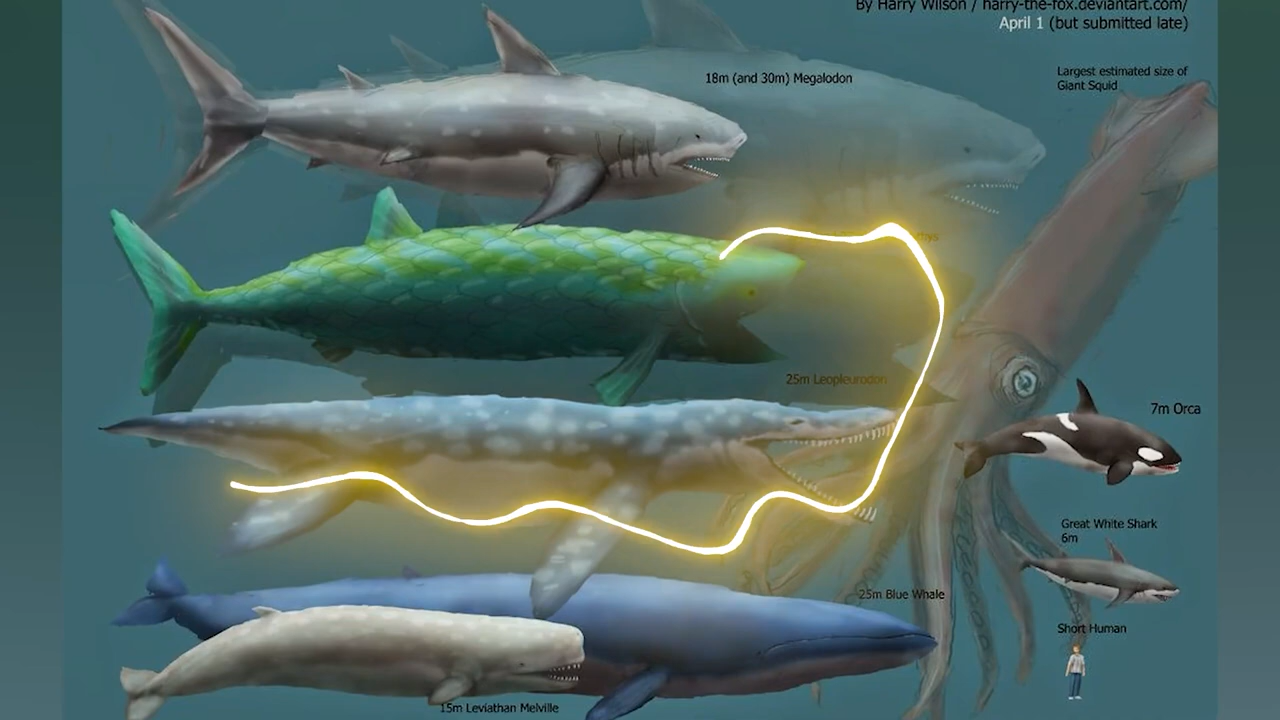 By Harry Wilson / harry-the-fox.deviantart.com/
April 1 (but submitted late)
18m (and 30m) Megalodon
Largest estimated size of
Giant Squid
25m Leopleurodon
7m Orca
Great White Shark
6m
25m Blue Whale
Short Human
15m Leviathan Melville